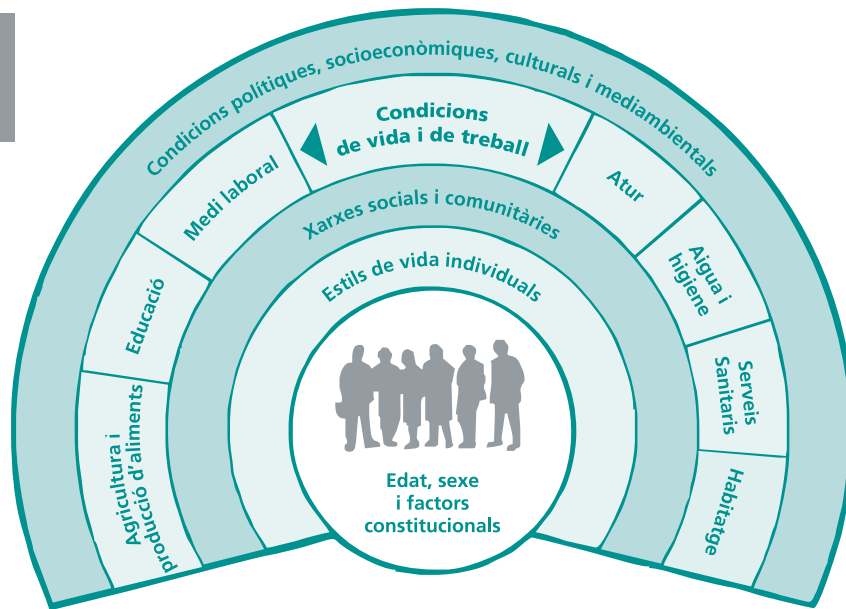 Condicions polítiques, socioeconòmiques, culturals i mediambientals
Condicions
de vida i de treball
Medi laboral
Educació
Agricultura i
producció d'aliments
Atur
Aigua i
higiene
Serveis
Sanitaris
Habitatge
Xarxes socials i comunitàries
Estils de vida individuals
Edat, sexe
i factors
constitucionals